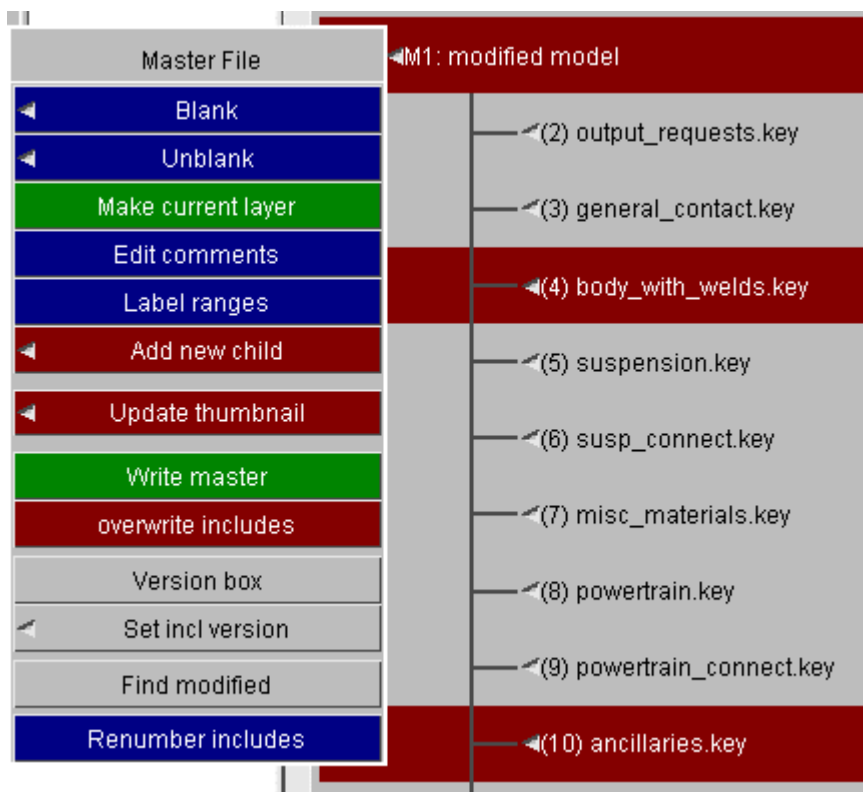 Master File
Blank
Unblank
Make current layer
Edit comments
Label ranges
Add new child
Update thumbnail
Write master
overwrite includes
Version box
Set incl version
Find modified
Renumber includes
M1: modified model
(2) output_requests.key
(3) general_contact.key
(4) body_with_welds.key
(5) suspension.key
(6) susp_connect.key
(7) misc_materials.key
(8) powertrain.key
(9) powertrain_connect.key
(10) ancillaries.key